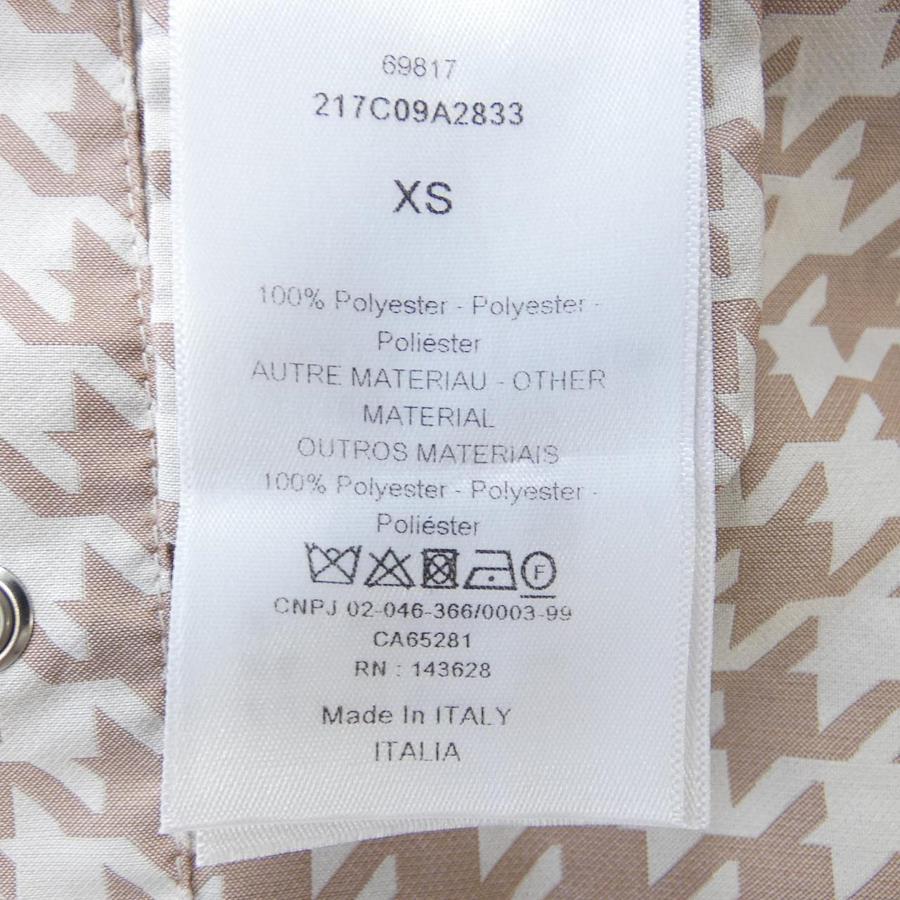 69817
217C09A2833
XS
100% Polyester - Polyester -
Poliéster
AUTRE MATERIAU - OTHER
MATERIAL
OUTROS MATERIAIS
100% Polyester - Polyester -
Poliéster
F
CNPJ 02-046-366/0003-99
CA65281
RN : 143628
Made In ITALY
ITALIA